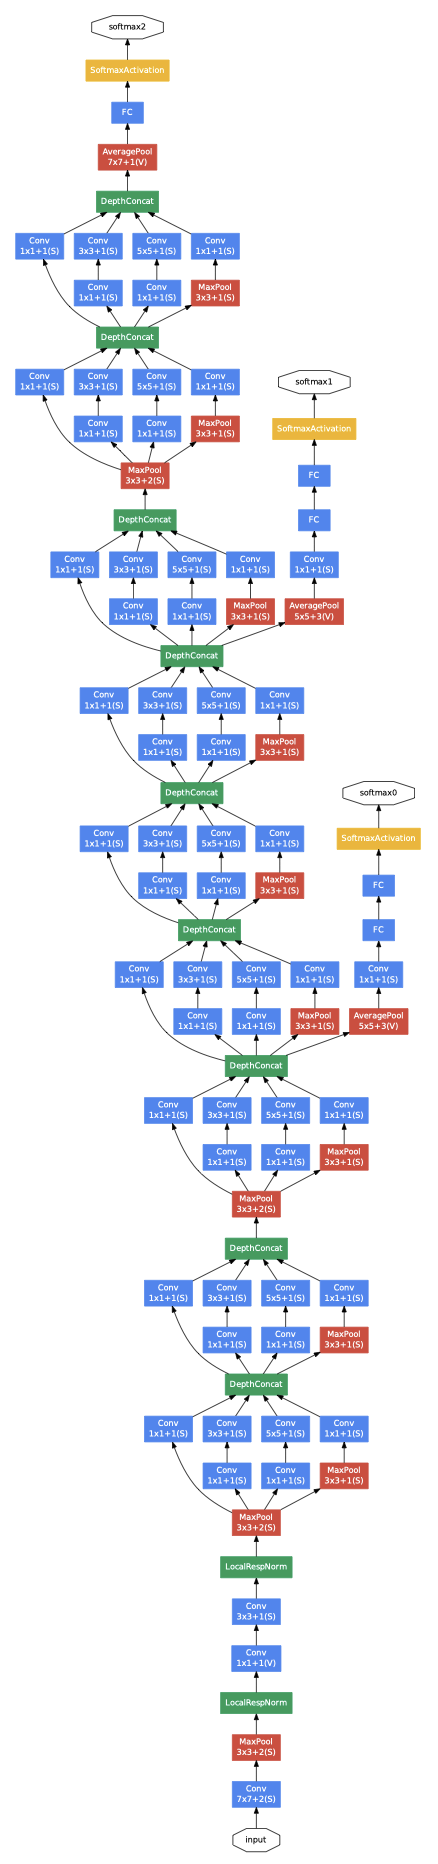 softmax2
SoftmaxActivation
FC
AveragePool
7x7+1(V)
DepthConcat
Conv Conv Conv Conv
1x1+1(S) 3x3+1(S) 5x5+1(S) 1x1+1(S)
Conv Conv MaxPool
1x1+1(S) 1x1+1(S) 3x3+1(S)
DepthConcat
Conv Conv Conv Conv
1x1+1(S) 3x3+1(S) 5x5+1(S) 1x1+1(S)
softmax1
Conv Conv MaxPool
1x1+1(S) 1x1+1(S) 3x3+1(S)
SoftmaxActivation
MaxPool
3x3+2(S)
FC
DepthConcat
FC
Conv Conv Conv Conv Conv
1x1+1(S) 3x3+1(S) 5x5+1(S) 1x1+1(S) 1x1+1(S)
Conv Conv MaxPool AveragePool
1x1+1(S) 1x1+1(S) 3x3+1(S) 5x5+3(V)
DepthConcat
Conv Conv Conv Conv
1x1+1(S) 3x3+1(S) 5x5+1(S) 1x1+1(S)
Conv Conv MaxPool
1x1+1(S) 1x1+1(S) 3x3+1(S)
DepthConcat
softmax0
Conv Conv Conv Conv
1x1+1(S) 3x3+1(S) 5x5+1(S) 1x1+1(S)
SoftmaxActivation
Conv Conv MaxPool
1x1+1(S) 1x1+1(S) 3x3+1(S)
FC
DepthConcat
FC
Conv Conv Conv Conv Conv
1x1+1(S) 3x3+1(S) 5x5+1(S) 1x1+1(S) 1x1+1(S)
Conv Conv MaxPool AveragePool
1x1+1(S) 1x1+1(S) 3x3+1(S) 5x5+3(V)
DepthConcat
Conv Conv Conv Conv
1x1+1(S) 3x3+1(S) 5x5+1(S) 1x1+1(S)
Conv Conv MaxPool
1x1+1(S) 1x1+1(S) 3x3+1(S)
MaxPool
3x3+2(S)
DepthConcat
Conv Conv Conv Conv
1x1+1(S) 3x3+1(S) 5x5+1(S) 1x1+1(S)
Conv Conv MaxPool
1x1+1(S) 1x1+1(S) 3x3+1(S)
DepthConcat
Conv Conv Conv Conv
1x1+1(S) 3x3+1(S) 5x5+1(S) 1x1+1(S)
Conv Conv MaxPool
1x1+1(S) 1x1+1(S) 3x3+1(S)
MaxPool
3x3+2(S)
LocalRespNorm
Conv
3x3+1(S)
Conv
1x1+1(V)
LocalRespNorm
MaxPool
3x3+2(S)
Conv
7x7+2(S)
input